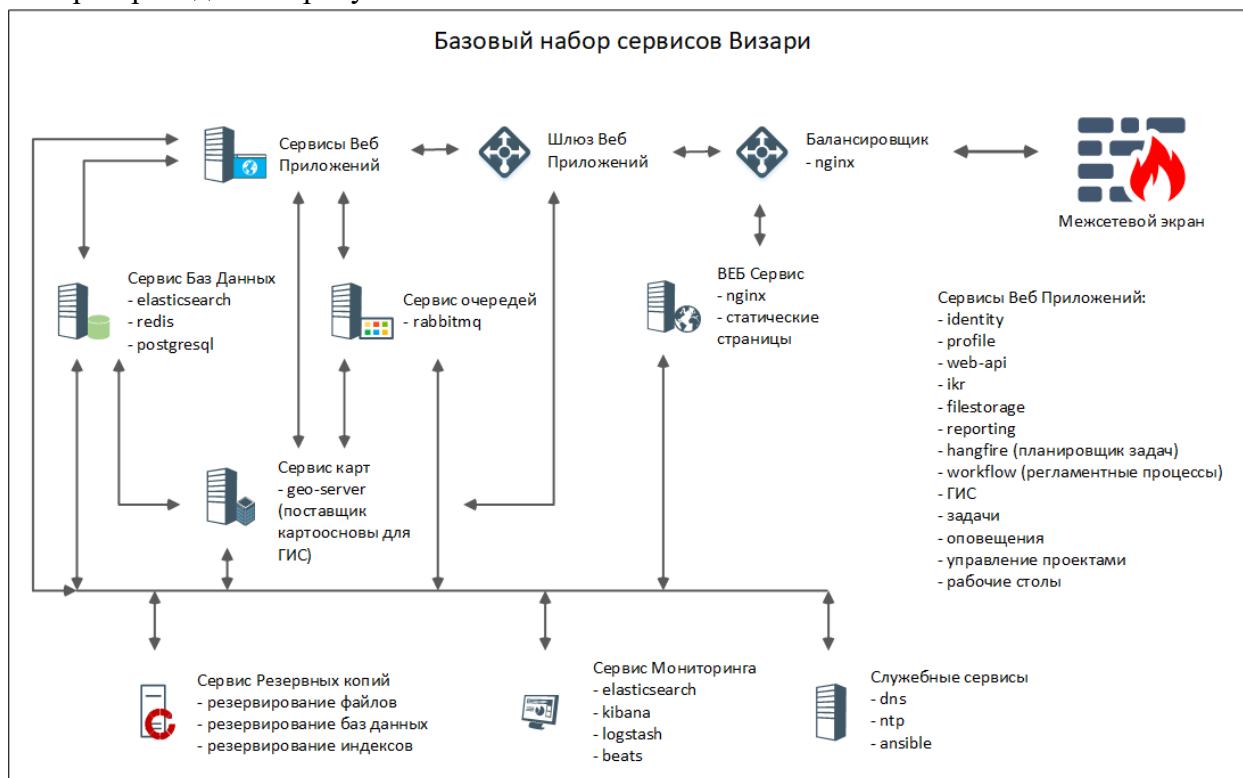 Базовый набор сервисов Визари
Сервисы Веб
Приложений
Шлюз Веб
Приложений
Балансировщик
- nginx
Межсетевой экран
Сервис Баз Данных
- elasticsearch
- redis
- postgresql
Сервис очередей
- rabbitmq
ВЕБ Сервис
- nginx
- статические
страницы
Сервисы Веб Приложений:
- identity
- profile
- web-api
- ikr
- filestorage
- reporting
- hangfire (планировщик задач)
- workflow (регламентные процессы)
- ГИС
- задачи
- оповещения
- управление проектами
- рабочие столы
Сервис карт
- geo-server
(поставщик
картоосновы для
ГИС)
Сервис Резервных копий
- резервирование файлов
- резервирование баз данных
- резервирование индексов
Сервис Мониторинга
- elasticsearch
- kibana
- logstash
- beats
Служебные сервисы
- dns
- ntp
- ansible